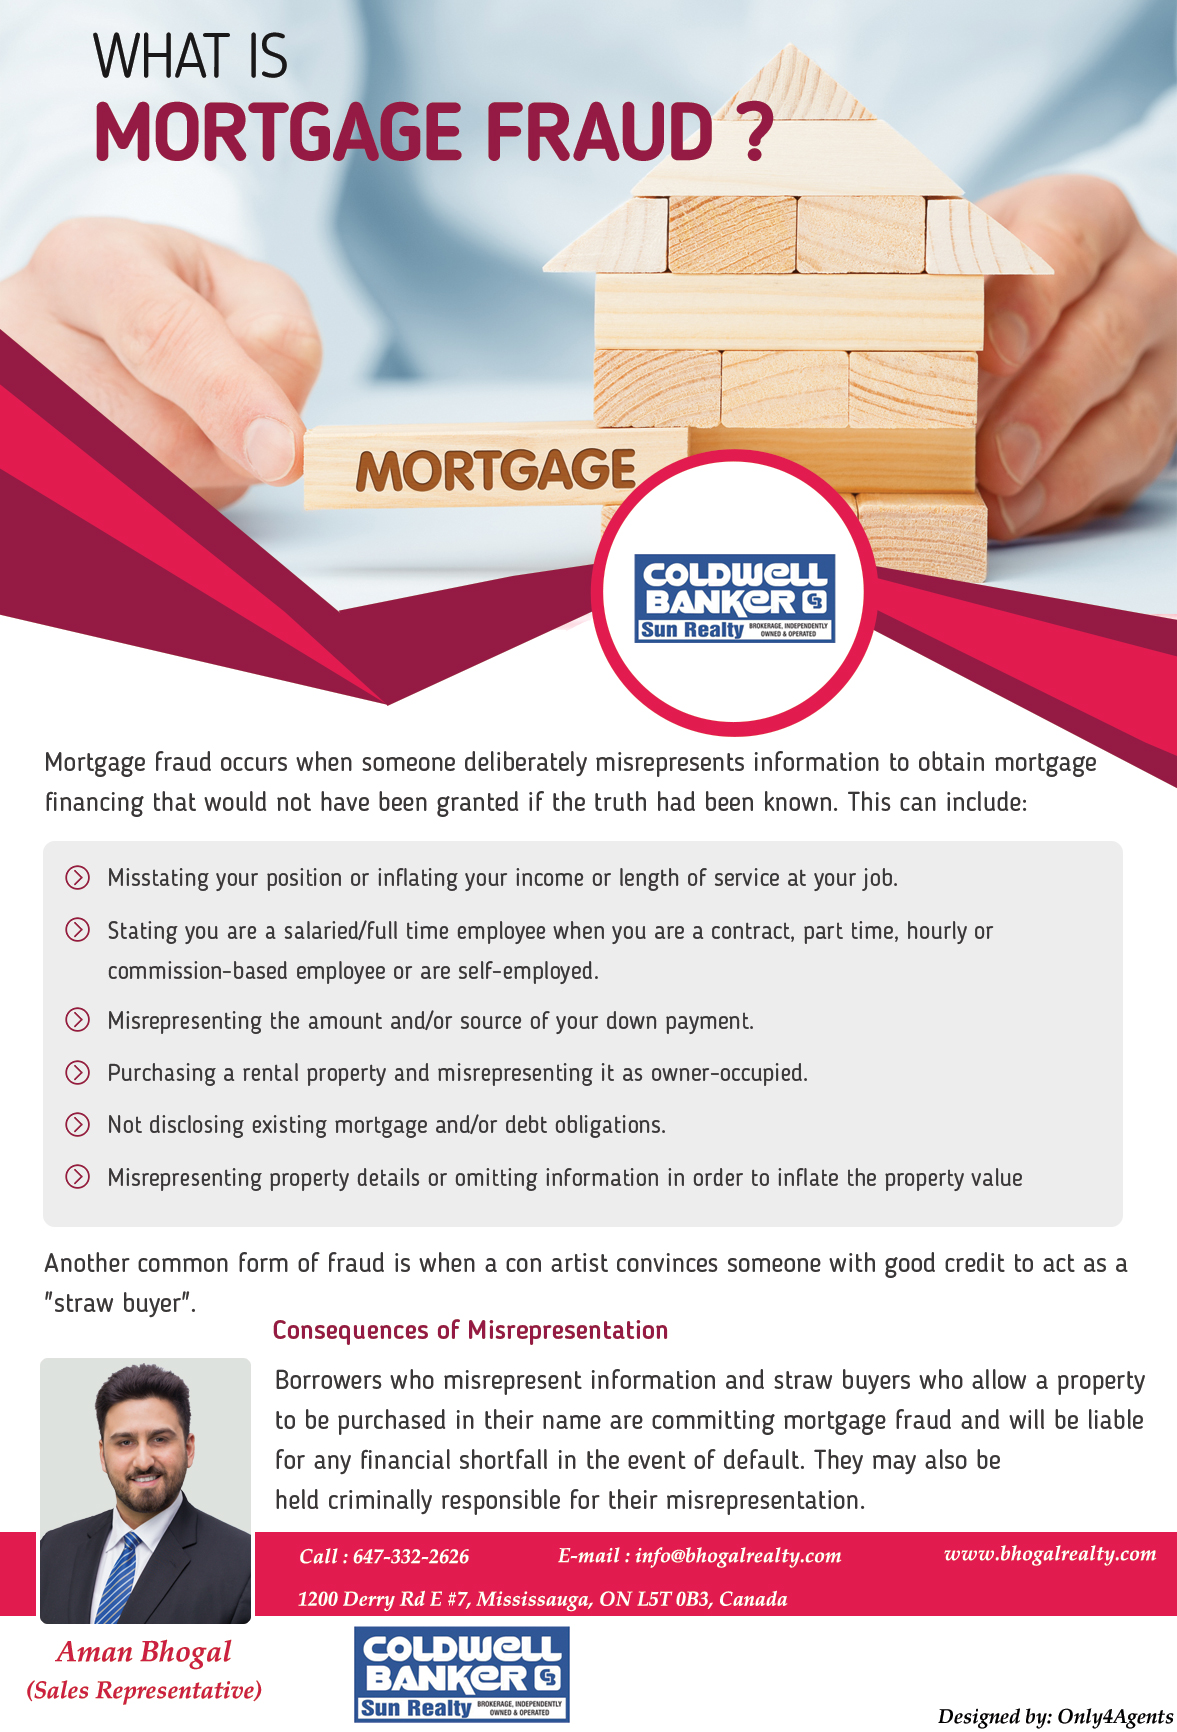 WHAT IS
MORTGAGE FRAUD ?
MORTGAGE
COLDWELL
BANKER CB
Sun Realty BROKERAGE, INDEPENDENTLY
OWNED & OPERATED
Mortgage fraud occurs when someone deliberately misrepresents information to obtain mortgage
financing that would not have been granted if the truth had been known. This can include:
Misstating your position or inflating your income or length of service at your job.
Stating you are a salaried/full time employee when you are a contract, part time, hourly or
commission-based employee or are self-employed.
Misrepresenting the amount and/or source of your down payment.
Purchasing a rental property and misrepresenting it as owner-occupied.
Not disclosing existing mortgage and/or debt obligations.
Misrepresenting property details or omitting information in order to inflate the property value
Another common form of fraud is when a con artist convinces someone with good credit to act as a
"straw buyer".
Consequences of Misrepresentation
Borrowers who misrepresent information and straw buyers who allow a property
to be purchased in their name are committing mortgage fraud and will be liable
for any financial shortfall in the event of default. They may also be
held criminally responsible for their misrepresentation.
Call : 647-332-2626 E-mail : info@bhogalrealty.com www.bhogalrealty.com
1200 Derry Rd E #7, Mississauga, ON L5T 0B3, Canada
Aman Bhogal
(Sales Representative)
COLDWELL
BANKER CB
Sun Realty BROKERAGE, INDEPENDENTLY
OWNED & OPERATED
Designed by: Only4Agents